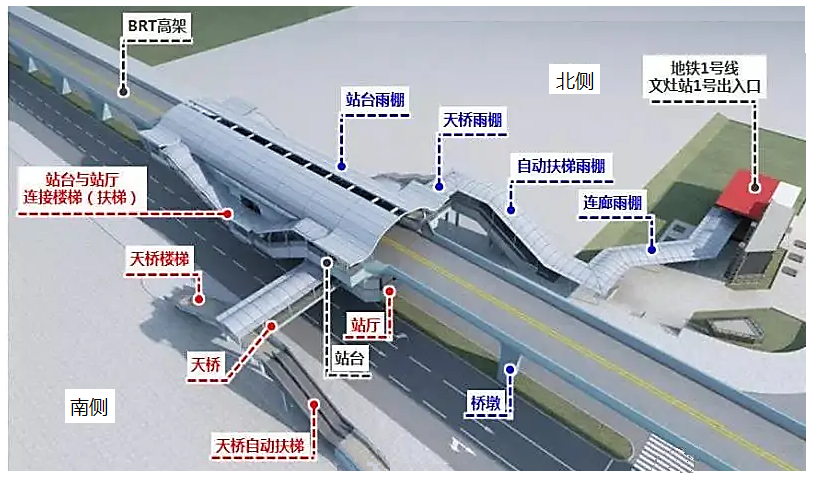 BRT高架
北侧
地铁1号线
文灶站1号出入口
站台雨棚
天桥雨棚
自动扶梯雨棚
站台与站厅
连接楼梯（扶梯）
连廊雨棚
天桥楼梯
站厅
站台
天桥
桥墩
南侧
天桥自动扶梯